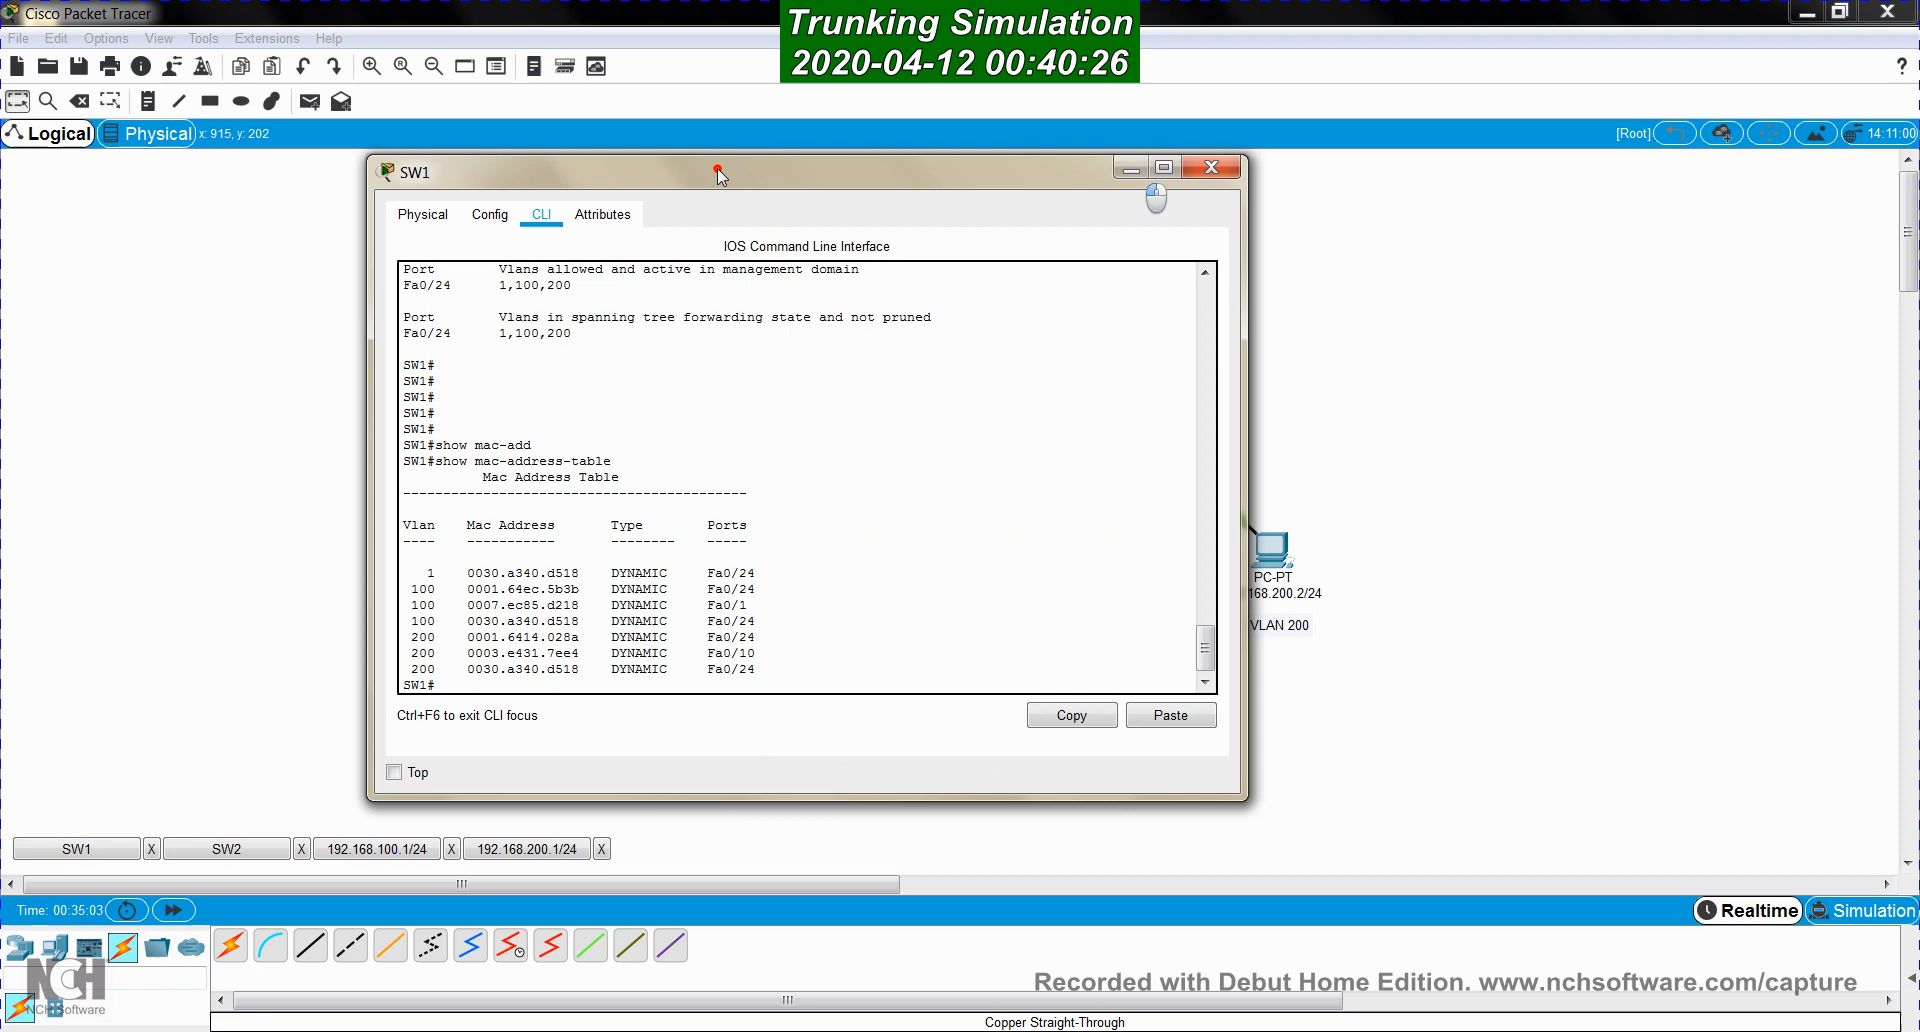 Cisco Packet Tracer
Trunking Simulation
2020-04-12 00:40:26
File Edit Options View Tools Extensions Help
?
Logical Physical x: 915, y: 202 [Root] 14:11:00
SW1
Physical Config CLI Attributes
IOS Command Line Interface
Port Vlans allowed and active in management domain
Fa0/24 1,100,200
Port Vlans in spanning tree forwarding state and not pruned
Fa0/24 1,100,200
SW1#
SW1#
SW1#
SW1#
SW1#
SW1#show mac-add
SW1#show mac-address-table
Mac Address Table
-------------------------------------------
Vlan Mac Address Type Ports
---- ----------- -------- -----
1 0030.a340.d518 DYNAMIC Fa0/24
100 0001.64ec.5b3b DYNAMIC Fa0/24
100 0007.ec85.d218 DYNAMIC Fa0/1
100 0030.a340.d518 DYNAMIC Fa0/24
200 0001.6414.028a DYNAMIC Fa0/24
200 0003.e431.7ee4 DYNAMIC Fa0/10
200 0030.a340.d518 DYNAMIC Fa0/24
SW1#
Ctrl+F6 to exit CLI focus Copy Paste
Top
PC-PT
168.200.2/24
VLAN 200
SW1 X SW2 X 192.168.100.1/24 X 192.168.200.1/24 X
Time: 00:35:03 Realtime Simulation
NCH
NCH Software
Recorded with Debut Home Edition. www.nchsoftware.com/capture
Copper Straight-Through